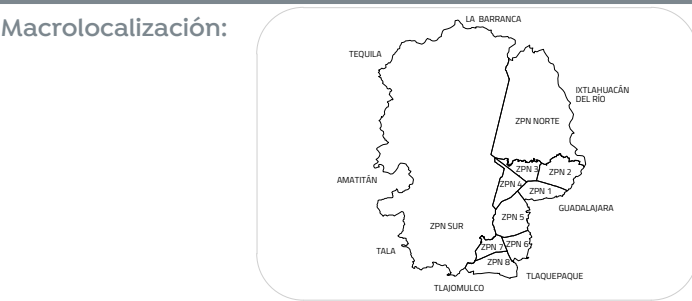 Macrolocalización:
LA BARRANCA
TEQUILA
IXTLAHUACÁN
DEL RÍO
ZPN NORTE
ZPN 3
ZPN 2
AMATITÁN
ZPN 4
ZPN 1
GUADALAJARA
ZPN 5
ZPN SUR
ZPN 7
ZPN 6
TALA
ZPN 8
TLAQUEPAQUE
TLAJOMULCO